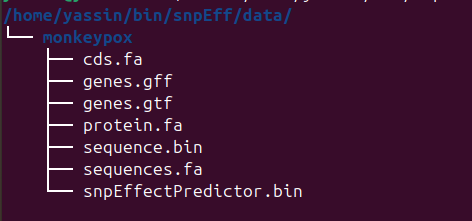 /home/yassin/bin/snpEff/data/
└── monkeypox
    ├── cds.fa
    ├── genes.gff
    ├── genes.gtf
    ├── protein.fa
    ├── sequence.bin
    ├── sequences.fa
    └── snpEffectPredictor.bin